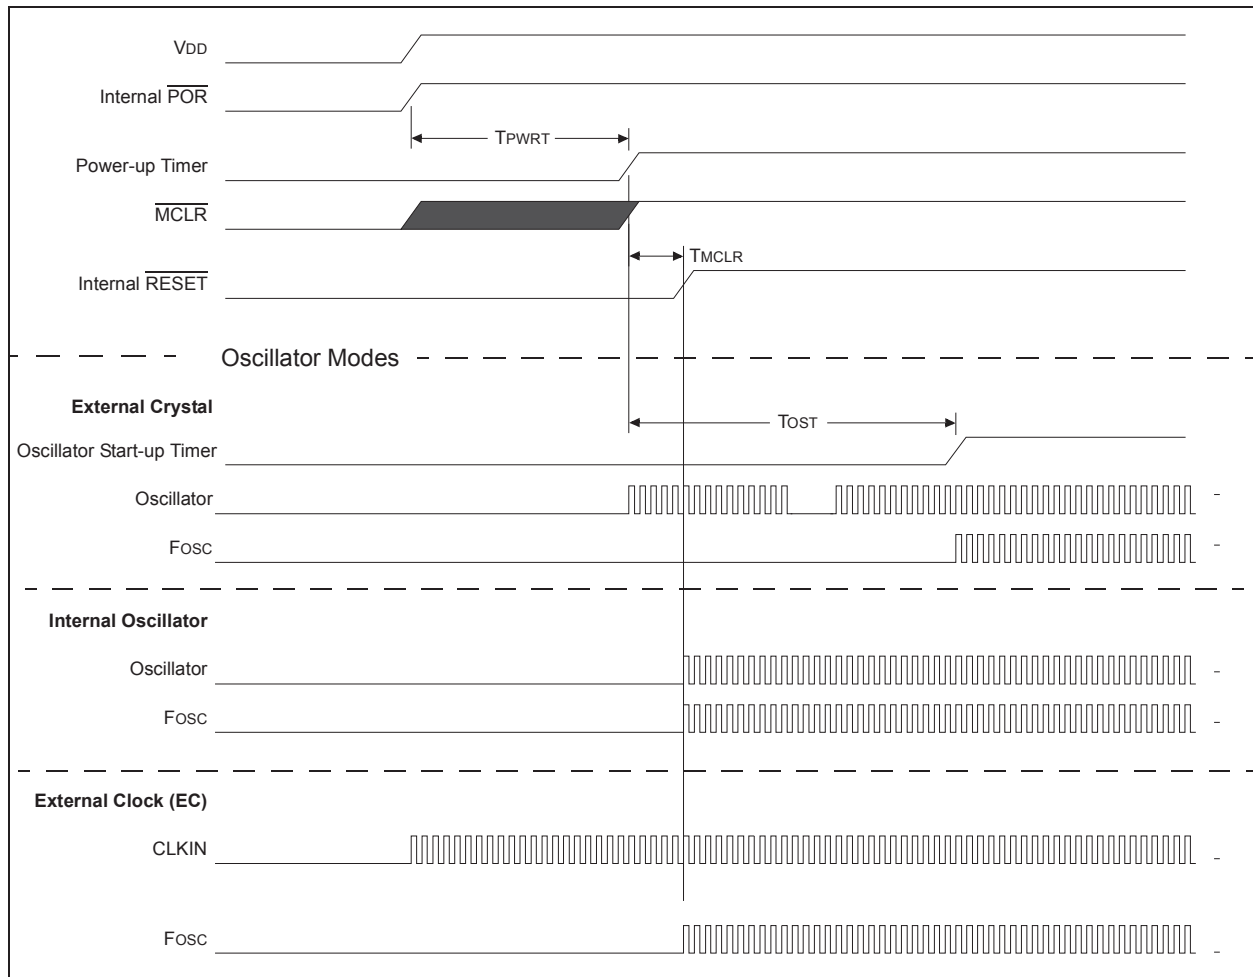 VDD
Internal POR
TPWRT
Power-up Timer
MCLR
TMCLR
Internal RESET
Oscillator Modes
External Crystal
TOST
Oscillator Start-up Timer
Oscillator
FOSC
Internal Oscillator
Oscillator
FOSC
External Clock (EC)
CLKIN
FOSC